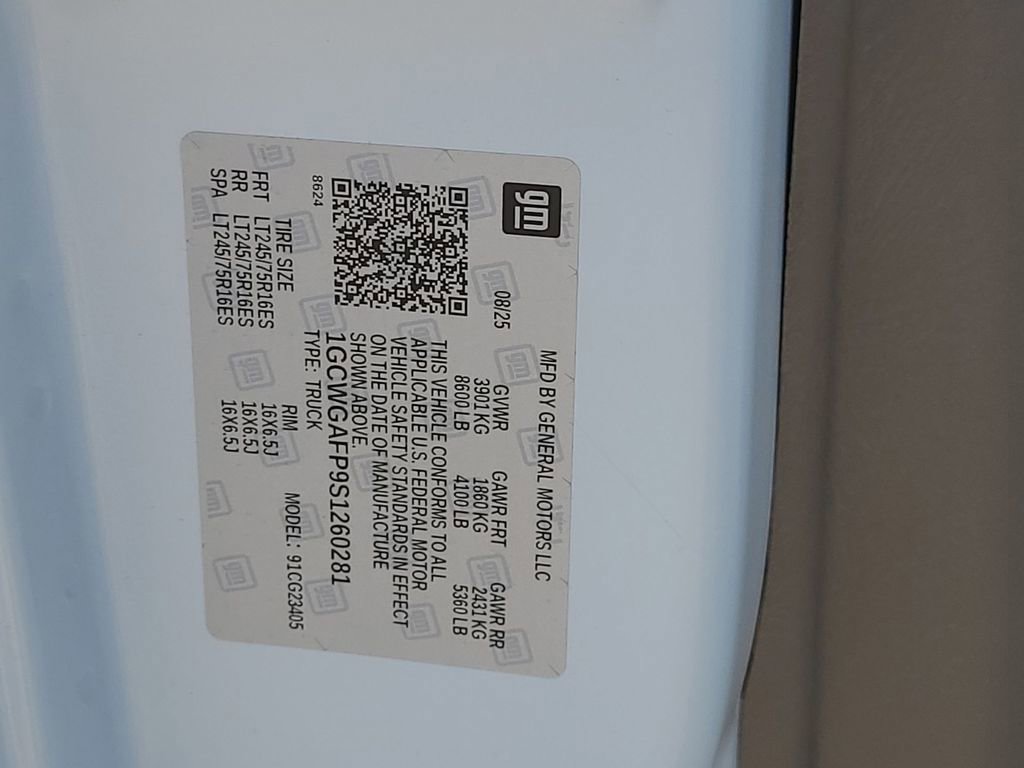 gm
MFD BY GENERAL MOTORS LLC
08/25 GVWR GAWR FRT GAWR RR
3901 KG 1860 KG 2431 KG
8600 LB 4100 LB 5360 LB
THIS VEHICLE CONFORMS TO ALL
APPLICABLE U.S. FEDERAL MOTOR
VEHICLE SAFETY STANDARDS IN EFFECT
ON THE DATE OF MANUFACTURE
SHOWN ABOVE.
1GCWGAFP9S1260281
TYPE: TRUCK
8624
TIRE SIZE RIM MODEL: 91CG23405
FRT LT245/75R16ES 16X6.5J
RR LT245/75R16ES 16X6.5J
SPA LT245/75R16ES 16X6.5J